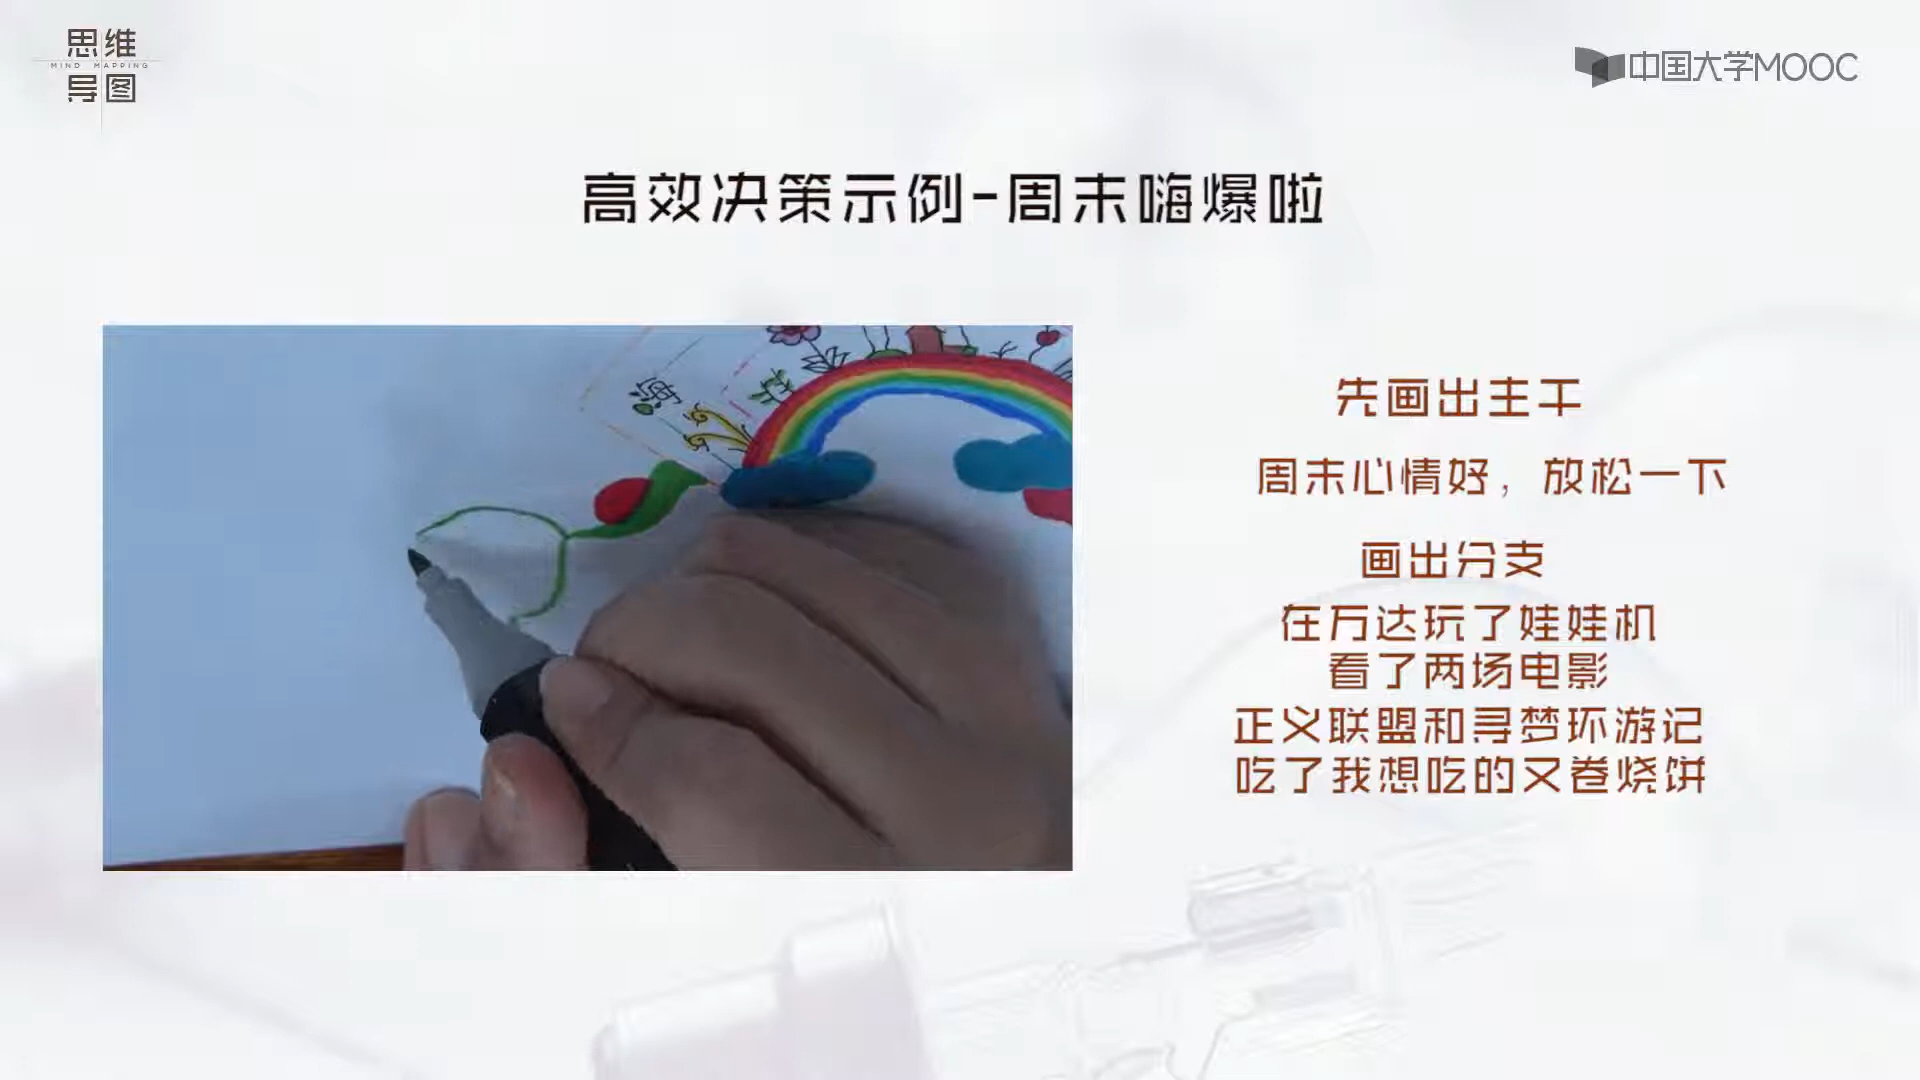 思维
MIND MAPPING
导图
中国大学MOOC
高效决策示例-周末嗨爆啦
先画出主干
周末心情好，放松一下
画出分支
在万达玩了娃娃机
看了两场电影
正义联盟和寻梦环游记
吃了我想吃的又卷烧饼